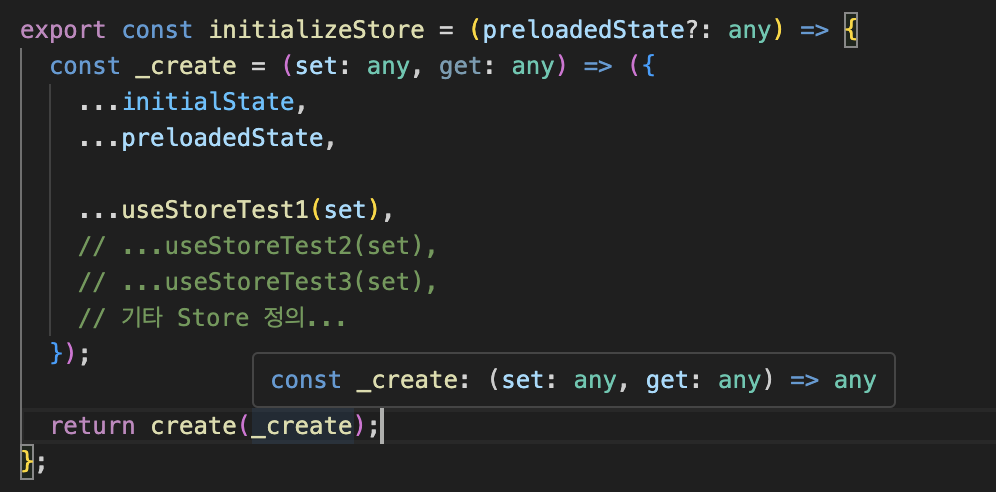 export const initializeStore = (preloadedState?: any) => {
  const _create = (set: any, get: any) => ({
    ...initialState,
    ...preloadedState,

    ...useStoreTest1(set),
    // ...useStoreTest2(set),
    // ...useStoreTest3(set),
    // 기타 Store 정의...
  });
const _create: (set: any, get: any) => any
  return create(_create);
};